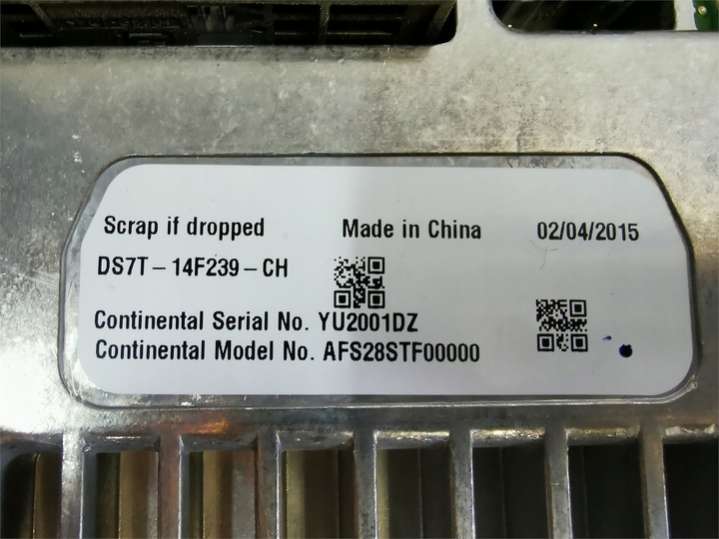 Scrap if dropped Made in China 02/04/2015
DS7T-14F239-CH
Continental Serial No. YU2001DZ
Continental Model No. AFS28STF00000